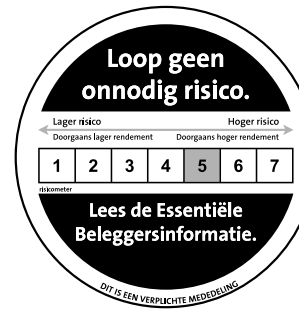 Loop geen
onnodig risico.
Lager risico Hoger risico
Doorgaans lager rendement Doorgaans hoger rendement
1 2 3 4 5 6 7
risicometer
Lees de Essentiële
Beleggersinformatie.
DIT IS EEN VERPLICHTE MEDEDELING